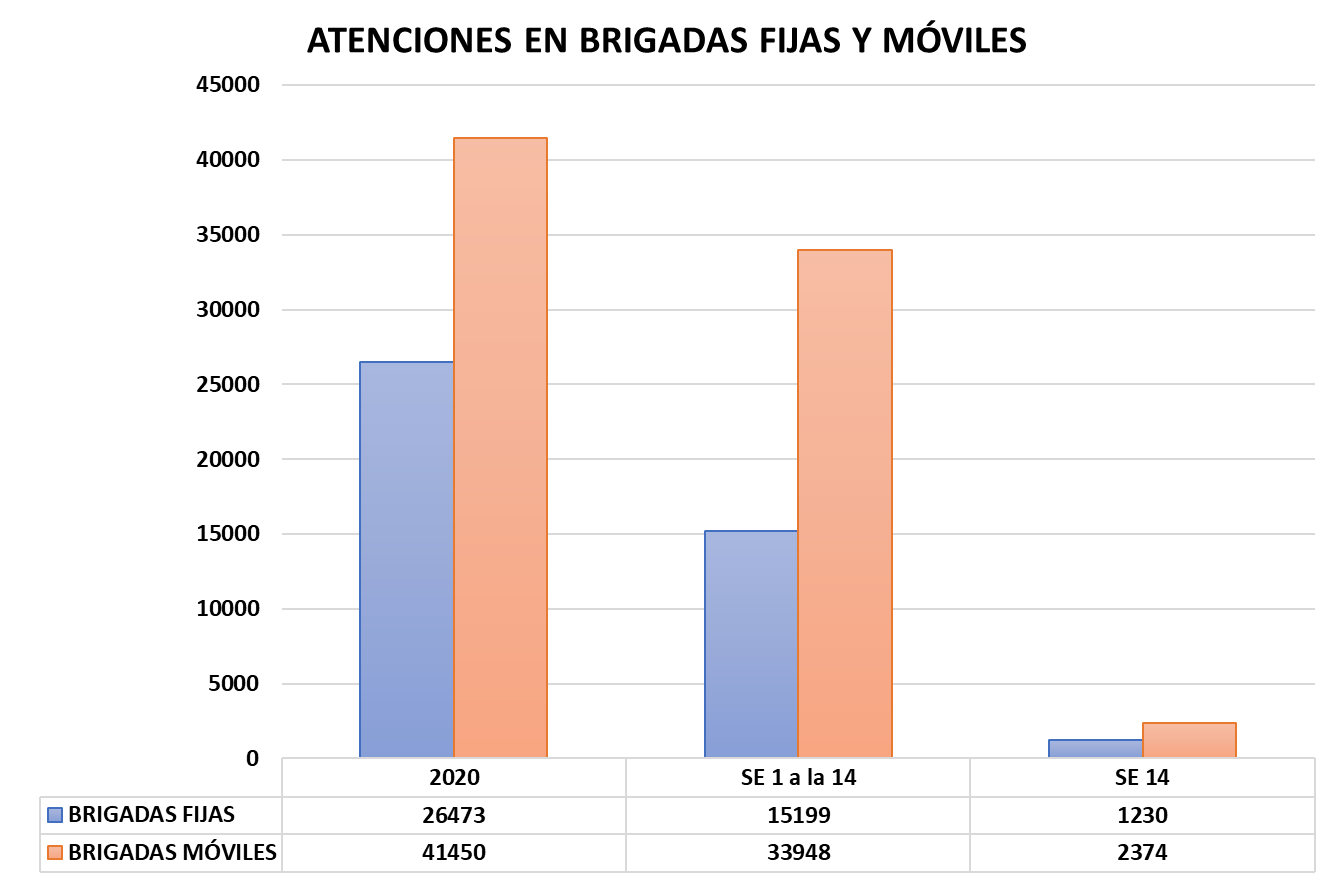 ATENCIONES EN BRIGADAS FIJAS Y MÓVILES
45000
40000
35000
30000
25000
20000
15000
10000
5000
0
2020 SE 1 a la 14 SE 14
BRIGADAS FIJAS 26473 15199 1230
BRIGADAS MÓVILES 41450 33948 2374